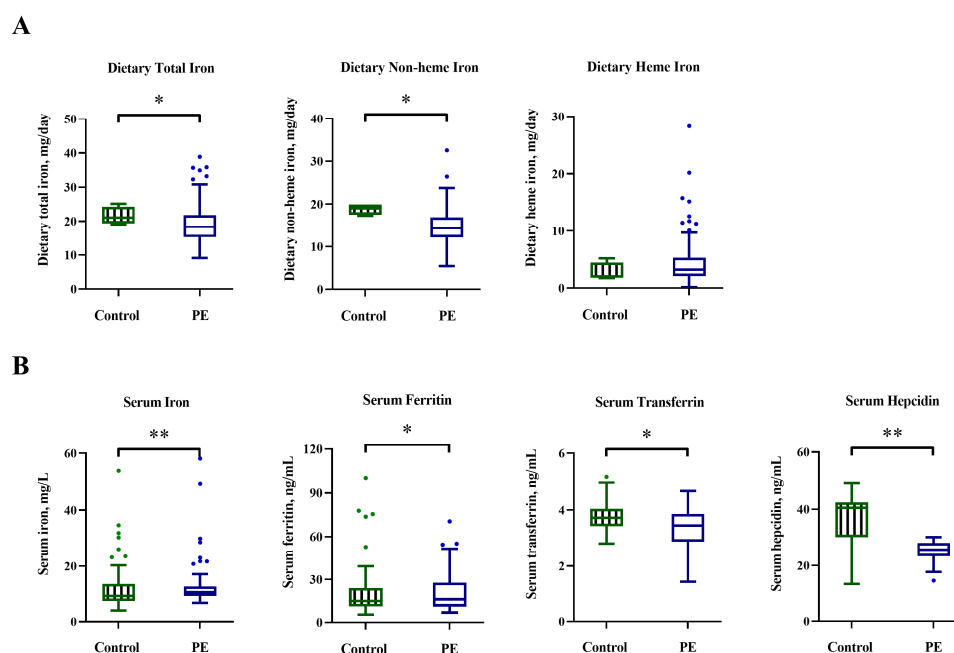 A
Dietary Total Iron
*
Dietary total iron, mg/day
50
40
30
20
10
0
Control PE
Dietary Non-heme Iron
*
Dietary non-heme iron, mg/day
40
30
20
10
0
Control PE
Dietary Heme Iron
Dietary heme iron, mg/day
30
20
10
0
Control PE
B
Serum Iron
**
Serum iron, mg/L
60
40
20
0
Control PE
Serum Ferritin
*
Serum ferritin, ng/mL
120
90
60
30
0
Control PE
Serum Transferrin
*
Serum transferrin, ng/mL
6
4
2
0
Control PE
Serum Hepcidin
**
Serum hepcidin, ng/mL
60
40
20
0
Control PE